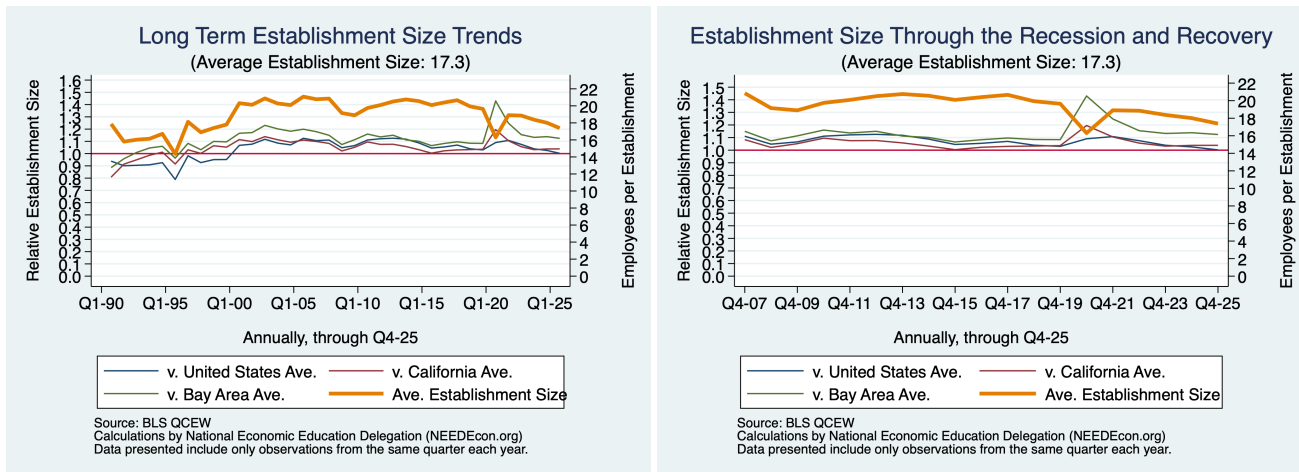 Long Term Establishment Size Trends
(Average Establishment Size: 17.3)
Relative Establishment Size
1.6
1.5
1.4
1.3
1.2
1.1
1.0
0.9
0.8
0.7
0.6
0.5
0.4
0.3
0.2
0.1
0.0
22
20
18
16
14
12
10
8
6
4
2
0
Employees per Establishment
Q1-90 Q1-95 Q1-00 Q1-05 Q1-10 Q1-15 Q1-20 Q1-25
Annually, through Q4-25
v. United States Ave. v. California Ave.
v. Bay Area Ave. Ave. Establishment Size
Source: BLS QCEW
Calculations by National Economic Education Delegation (NEEDEcon.org)
Data presented include only observations from the same quarter each year.
Establishment Size Through the Recession and Recovery
(Average Establishment Size: 17.3)
Relative Establishment Size
1.5
1.4
1.3
1.2
1.1
1.0
0.9
0.8
0.7
0.6
0.5
0.4
0.3
0.2
0.1
0.0
22
20
18
16
14
12
10
8
6
4
2
0
Employees per Establishment
Q4-07 Q4-09 Q4-11 Q4-13 Q4-15 Q4-17 Q4-19 Q4-21 Q4-23 Q4-25
Annually, through Q4-25
v. United States Ave. v. California Ave.
v. Bay Area Ave. Ave. Establishment Size
Source: BLS QCEW
Calculations by National Economic Education Delegation (NEEDEcon.org)
Data presented include only observations from the same quarter each year.